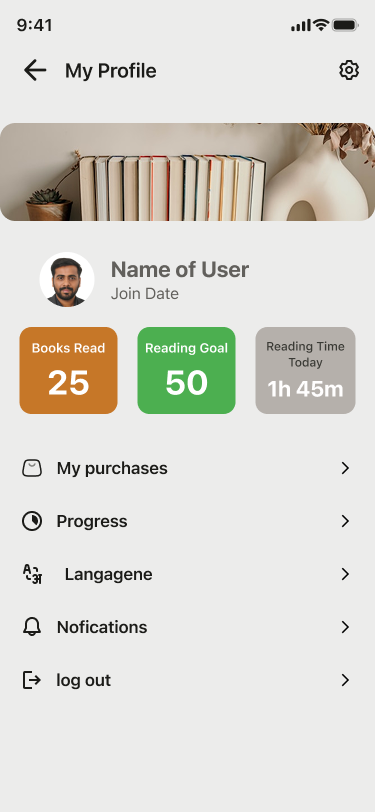 9:41
My Profile
Name of User
Join Date
Books Read
25
Reading Goal
50
Reading Time
Today
1h 45m
My purchases
Progress
Langagene
Nofications
log out